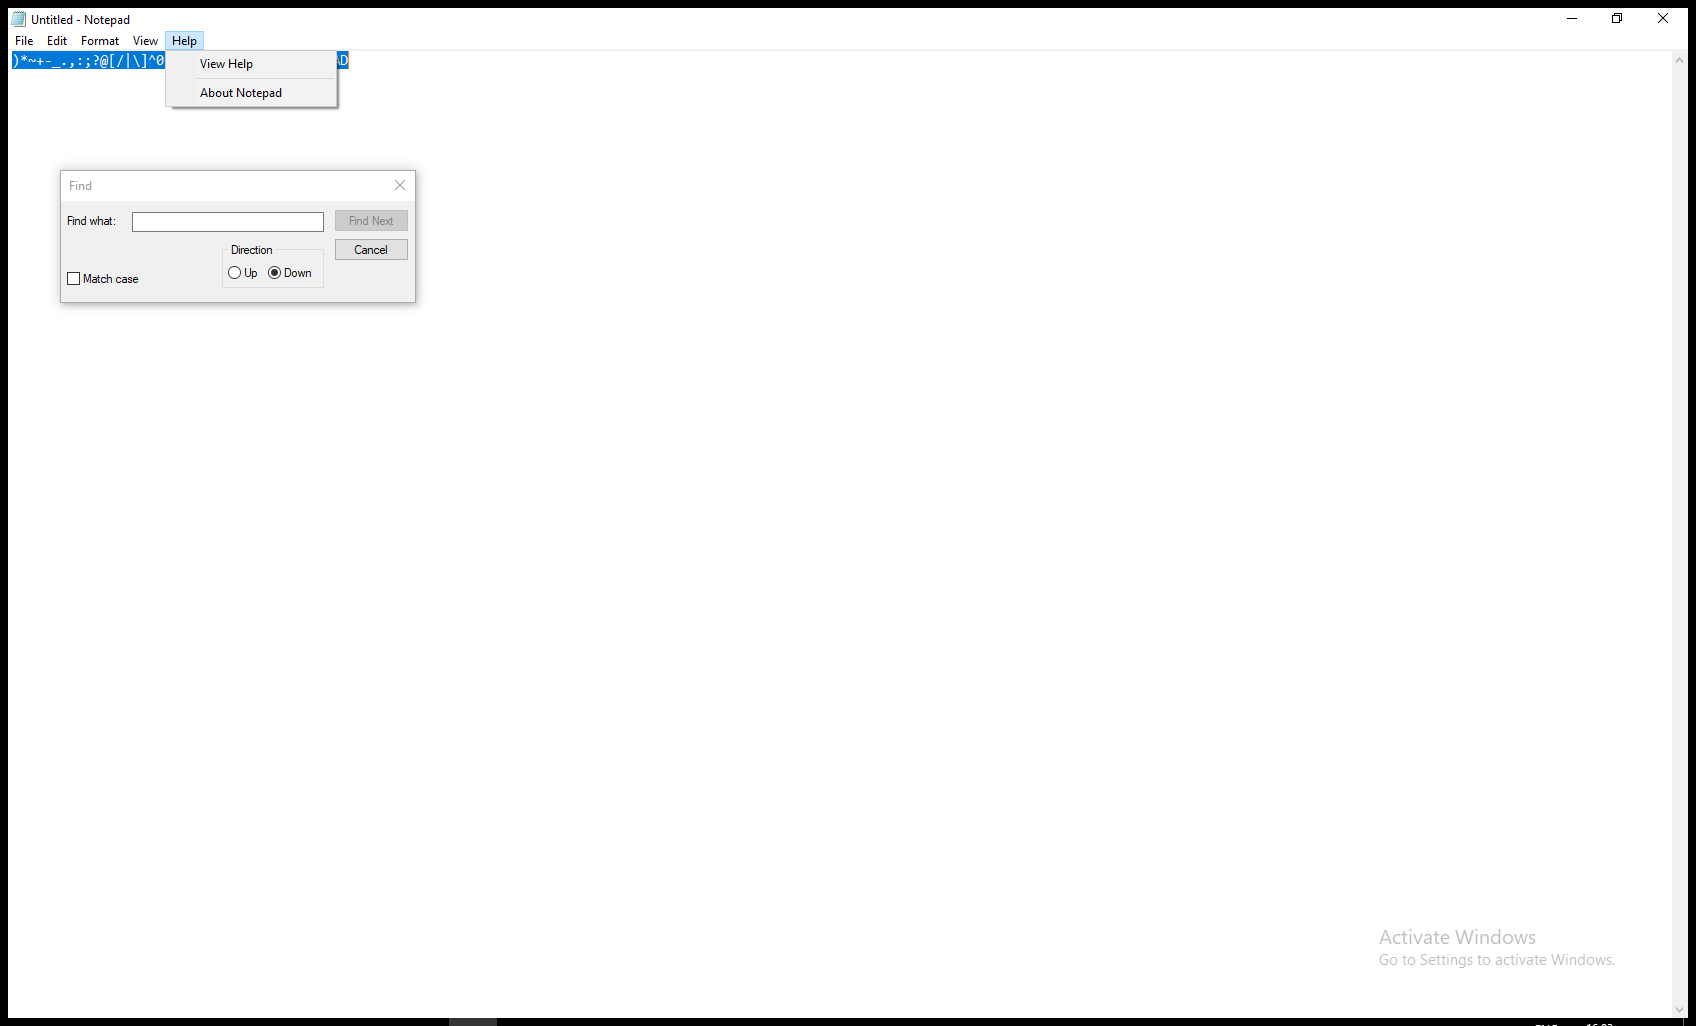 Untitled - Notepad
File Edit Format View Help
)*~+-_.,:;?@[/|\]^0
View Help
About Notepad
Find
Find what:
Find Next
Direction
Cancel
Up Down
Match case
Activate Windows
Go to Settings to activate Windows.